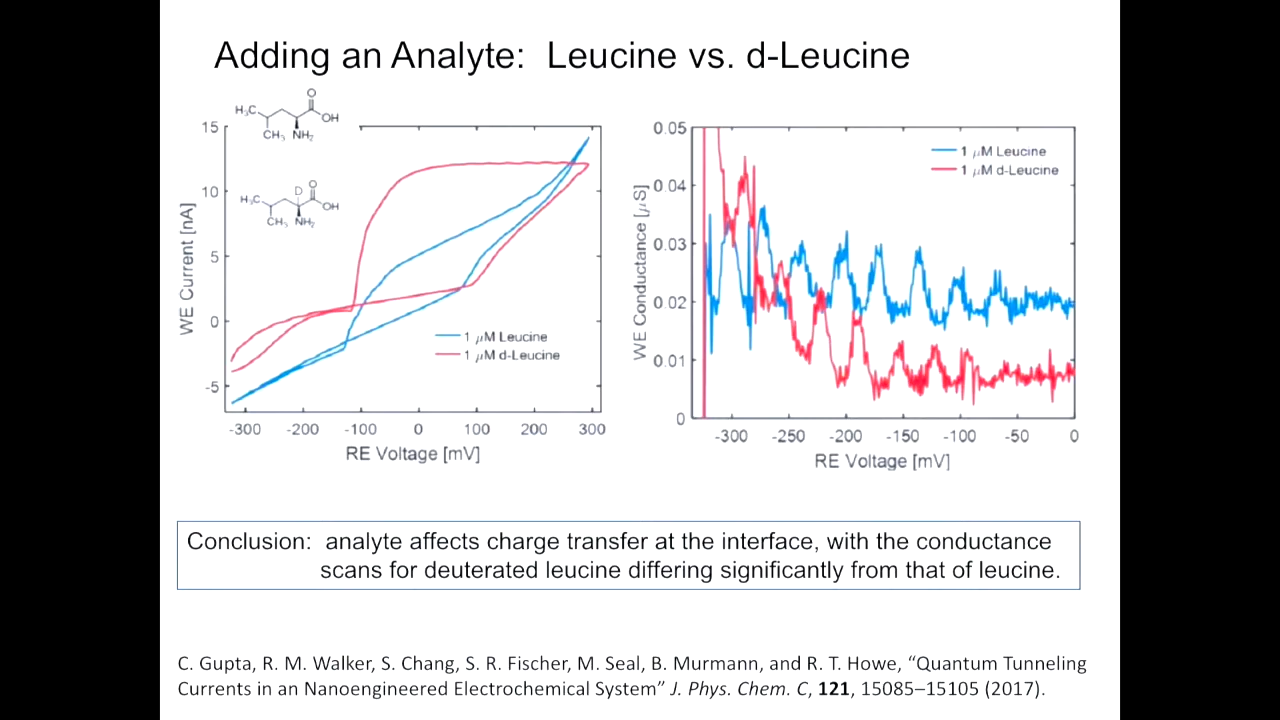 Adding an Analyte: Leucine vs. d-Leucine
H₃C
O
OH
CH₃
NH₂
H₃C
D
O
OH
CH₃
NH₂
15
10
5
0
-5
WE Current [nA]
1 μM Leucine
1 μM d-Leucine
-300 -200 -100 0 100 200 300
RE Voltage [mV]
0.05
0.04
0.03
0.02
0.01
0
WE Conductance [μS]
1 μM Leucine
1 μM d-Leucine
-300 -250 -200 -150 -100 -50 0
RE Voltage [mV]
Conclusion: analyte affects charge transfer at the interface, with the conductance
scans for deuterated leucine differing significantly from that of leucine.
C. Gupta, R. M. Walker, S. Chang, S. R. Fischer, M. Seal, B. Murmann, and R. T. Howe, “Quantum Tunneling
Currents in an Nanoengineered Electrochemical System” J. Phys. Chem. C, 121, 15085–15105 (2017).